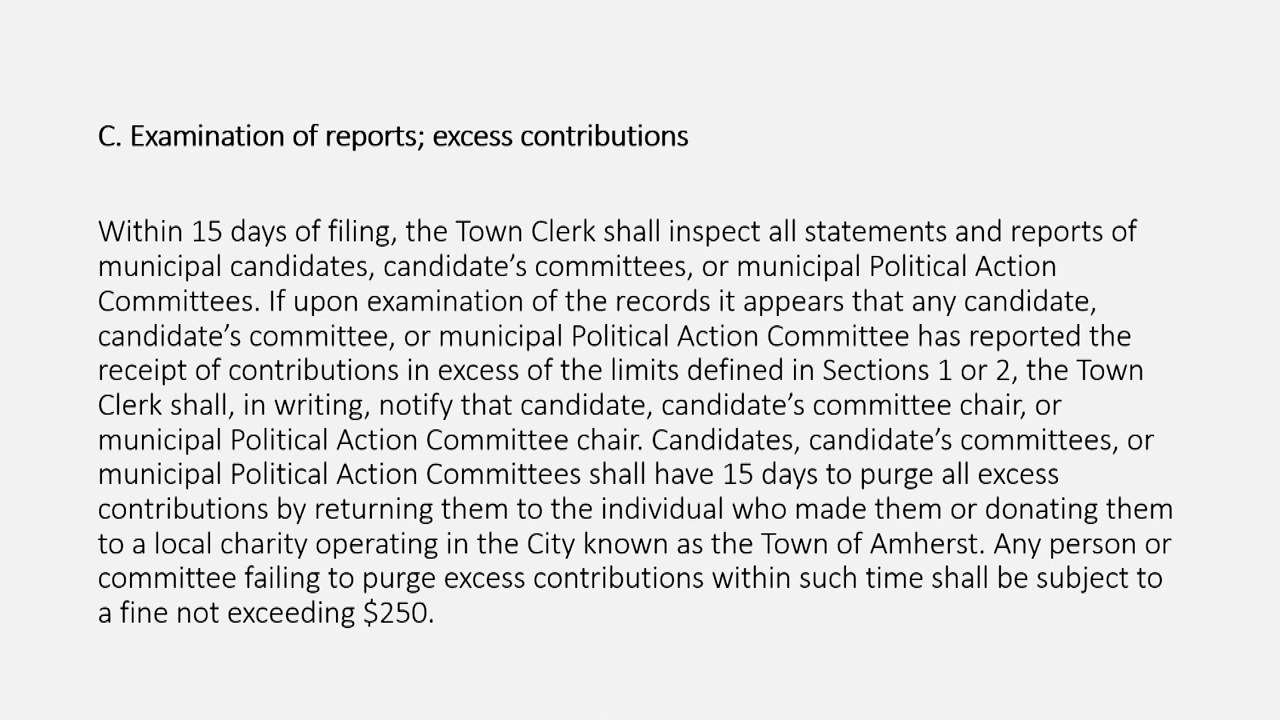 C. Examination of reports; excess contributions
Within 15 days of filing, the Town Clerk shall inspect all statements and reports of
municipal candidates, candidate’s committees, or municipal Political Action
Committees. If upon examination of the records it appears that any candidate,
candidate’s committee, or municipal Political Action Committee has reported the
receipt of contributions in excess of the limits defined in Sections 1 or 2, the Town
Clerk shall, in writing, notify that candidate, candidate’s committee chair, or
municipal Political Action Committee chair. Candidates, candidate’s committees, or
municipal Political Action Committees shall have 15 days to purge all excess
contributions by returning them to the individual who made them or donating them
to a local charity operating in the City known as the Town of Amherst. Any person or
committee failing to purge excess contributions within such time shall be subject to
a fine not exceeding $250.